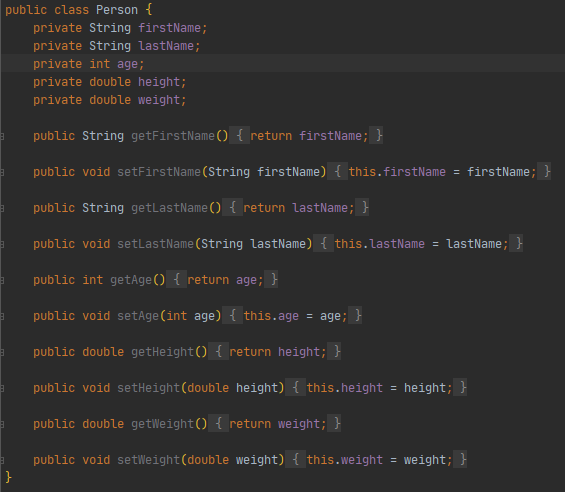 public class Person {
    private String firstName;
    private String lastName;
    private int age;
    private double height;
    private double weight;

    public String getFirstName() { return firstName; }

    public void setFirstName(String firstName) { this.firstName = firstName; }

    public String getLastName() { return lastName; }

    public void setLastName(String lastName) { this.lastName = lastName; }

    public int getAge() { return age; }

    public void setAge(int age) { this.age = age; }

    public double getHeight() { return height; }

    public void setHeight(double height) { this.height = height; }

    public double getWeight() { return weight; }

    public void setWeight(double weight) { this.weight = weight; }
}